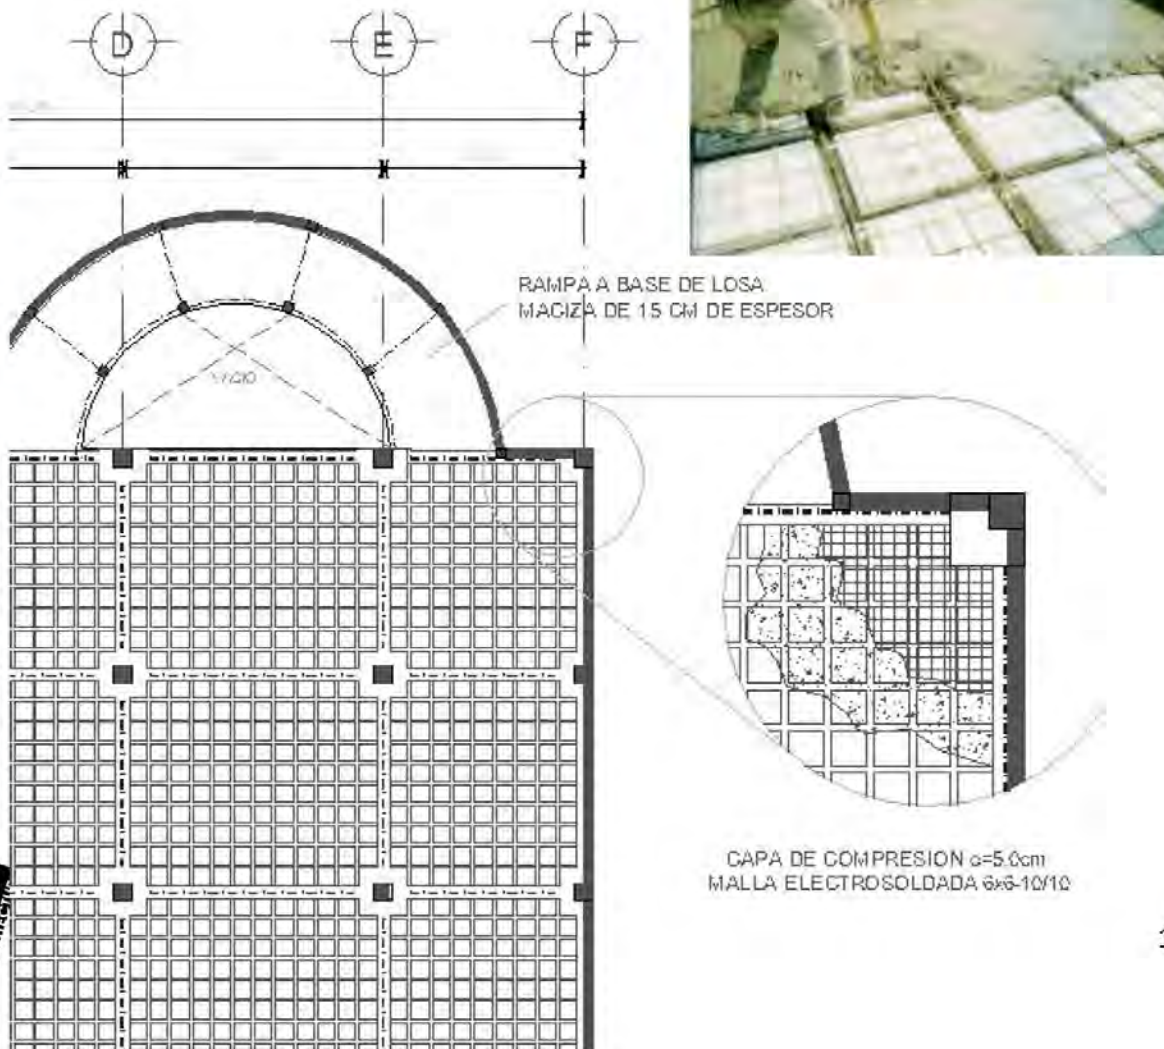 D
E
F
RAMPA A BASE DE LOSA
MACIZA DE 15 CM DE ESPESOR
VACIO
CAPA DE COMPRESION e=5.0cm
MALLA ELECTROSOLDADA 6x6-10/10